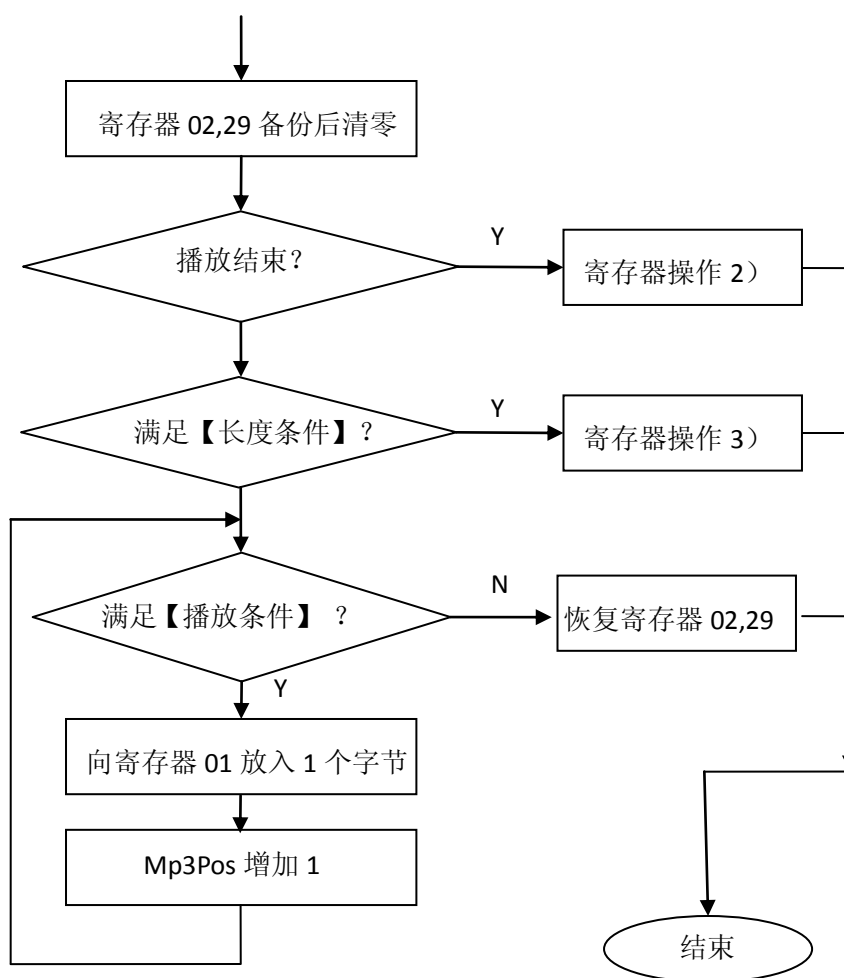 寄存器 02,29 备份后清零
播放结束？
Y
寄存器操作 2）
满足【长度条件】？
Y
寄存器操作 3）
满足【播放条件】 ？
N
恢复寄存器 02,29
Y
向寄存器 01 放入 1 个字节
Mp3Pos 增加 1
结束